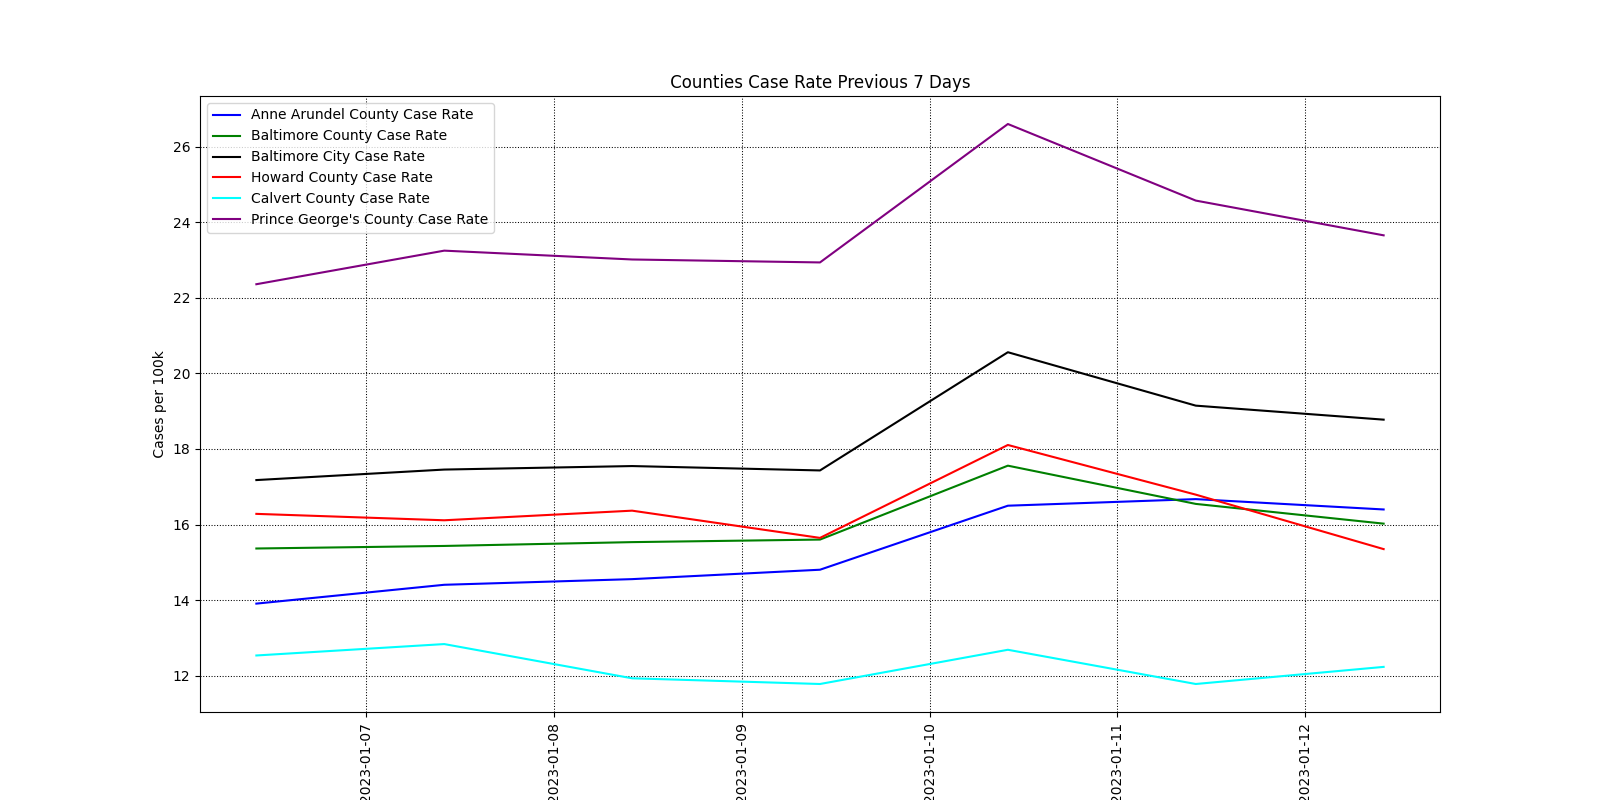 Counties Case Rate Previous 7 Days
Anne Arundel County Case Rate
Baltimore County Case Rate
Baltimore City Case Rate
Howard County Case Rate
Calvert County Case Rate
Prince George's County Case Rate
Cases per 100k
26
24
22
20
18
16
14
12
2023-01-07
2023-01-08
2023-01-09
2023-01-10
2023-01-11
2023-01-12